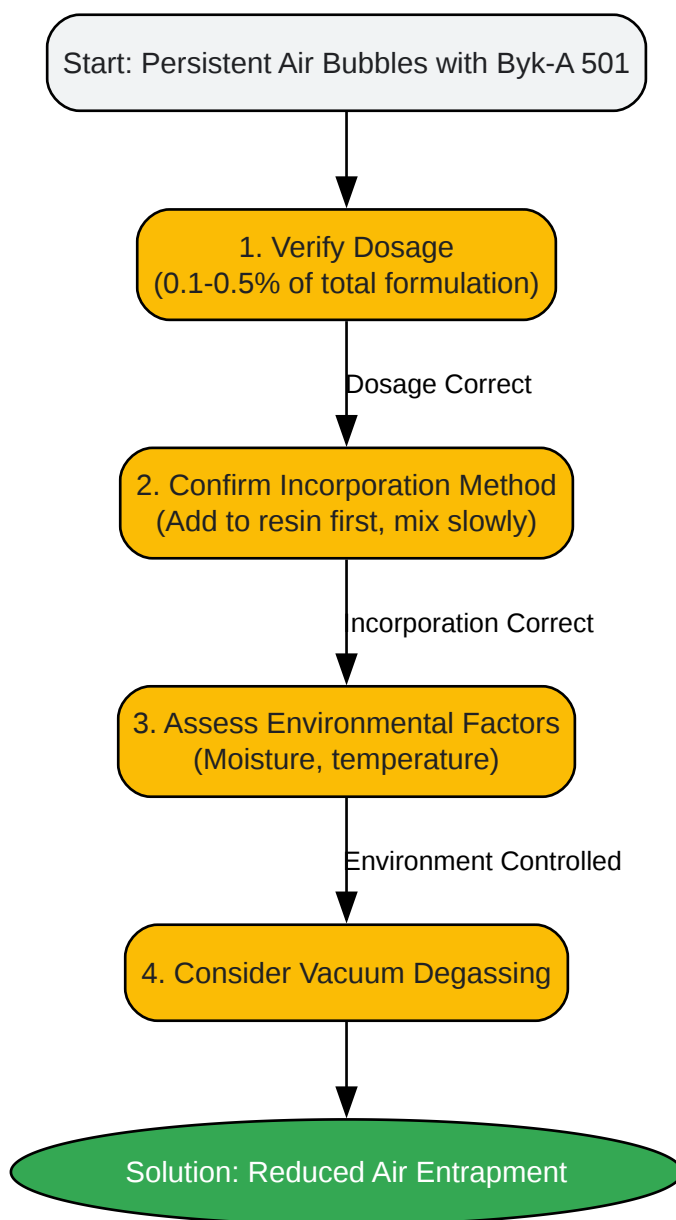 Start: Persistent Air Bubbles with Byk-A 501
1. Verify Dosage
(0.1-0.5% of total formulation)
Dosage Correct
2. Confirm Incorporation Method
(Add to resin first, mix slowly)
Incorporation Correct
3. Assess Environmental Factors
(Moisture, temperature)
Environment Controlled
4. Consider Vacuum Degassing
Solution: Reduced Air Entrapment